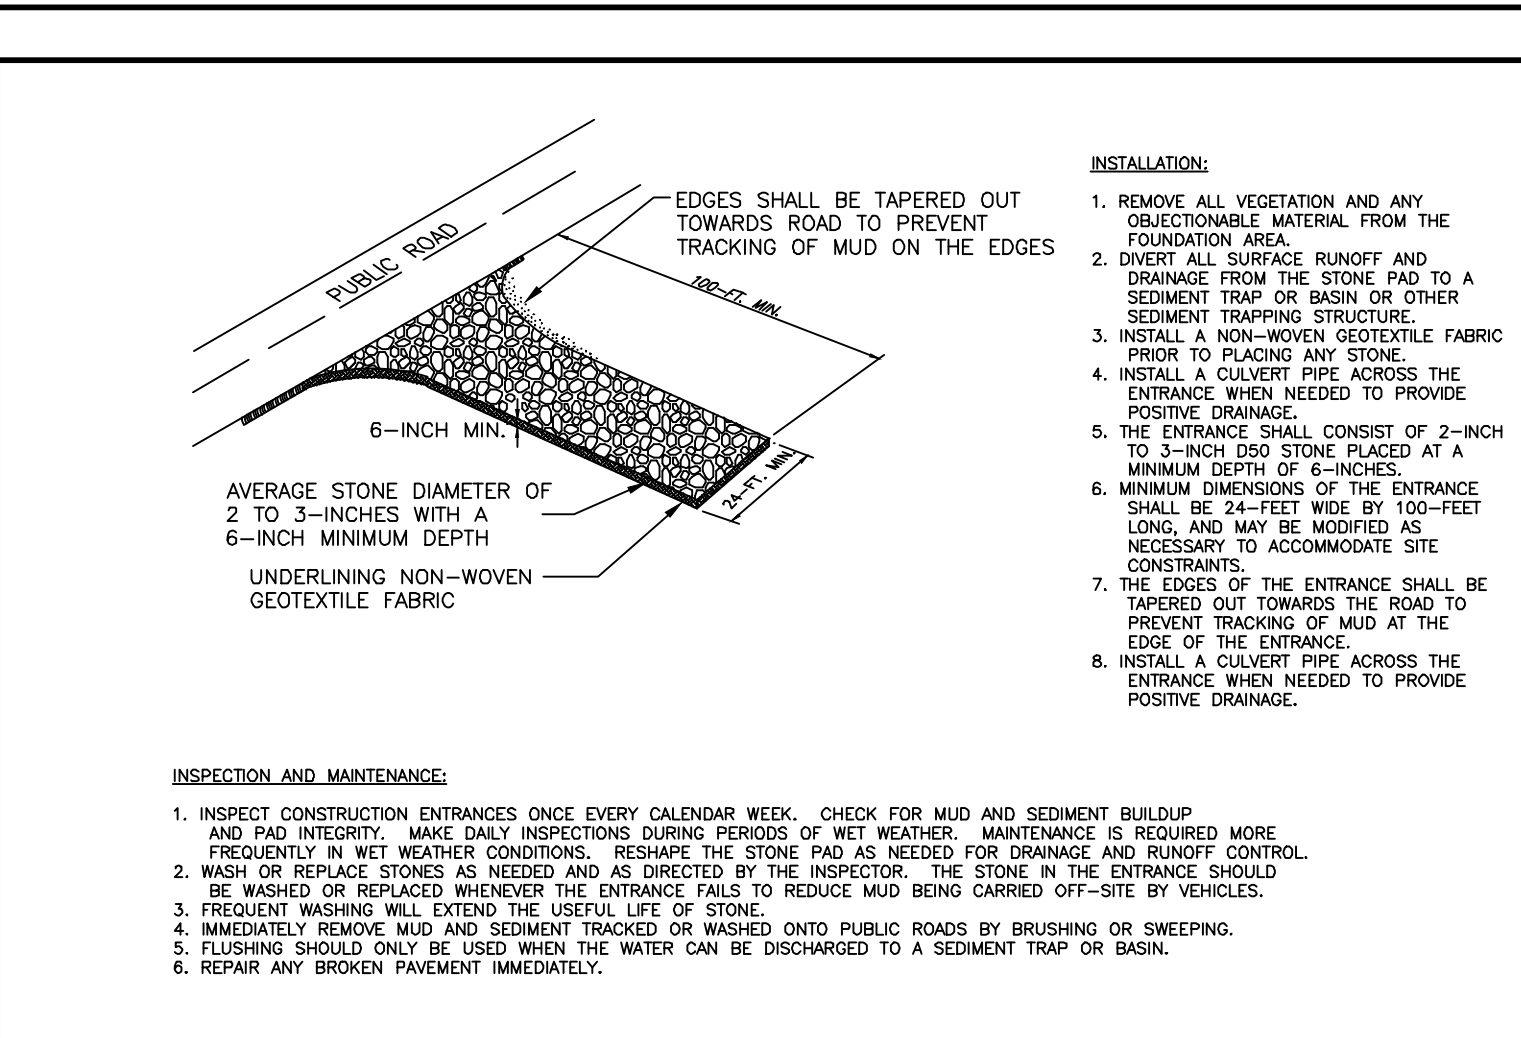 EDGES SHALL BE TAPERED OUT
TOWARDS ROAD TO PREVENT
TRACKING OF MUD ON THE EDGES
PUBLIC ROAD
100-FT. MIN.
6-INCH MIN.
24-FT. MIN.
AVERAGE STONE DIAMETER OF
2 TO 3-INCHES WITH A
6-INCH MINIMUM DEPTH
UNDERLINING NON-WOVEN
GEOTEXTILE FABRIC
INSTALLATION:
1. REMOVE ALL VEGETATION AND ANY
OBJECTIONABLE MATERIAL FROM THE
FOUNDATION AREA.
2. DIVERT ALL SURFACE RUNOFF AND
DRAINAGE FROM THE STONE PAD TO A
SEDIMENT TRAP OR BASIN OR OTHER
SEDIMENT TRAPPING STRUCTURE.
3. INSTALL A NON-WOVEN GEOTEXTILE FABRIC
PRIOR TO PLACING ANY STONE.
4. INSTALL A CULVERT PIPE ACROSS THE
ENTRANCE WHEN NEEDED TO PROVIDE
POSITIVE DRAINAGE.
5. THE ENTRANCE SHALL CONSIST OF 2-INCH
TO 3-INCH D50 STONE PLACED AT A
MINIMUM DEPTH OF 6-INCHES.
6. MINIMUM DIMENSIONS OF THE ENTRANCE
SHALL BE 24-FEET WIDE BY 100-FEET
LONG, AND MAY BE MODIFIED AS
NECESSARY TO ACCOMMODATE SITE
CONSTRAINTS.
7. THE EDGES OF THE ENTRANCE SHALL BE
TAPERED OUT TOWARDS THE ROAD TO
PREVENT TRACKING OF MUD AT THE
EDGE OF THE ENTRANCE.
8. INSTALL A CULVERT PIPE ACROSS THE
ENTRANCE WHEN NEEDED TO PROVIDE
POSITIVE DRAINAGE.
INSPECTION AND MAINTENANCE:
1. INSPECT CONSTRUCTION ENTRANCES ONCE EVERY CALENDAR WEEK. CHECK FOR MUD AND SEDIMENT BUILDUP
AND PAD INTEGRITY. MAKE DAILY INSPECTIONS DURING PERIODS OF WET WEATHER. MAINTENANCE IS REQUIRED MORE
FREQUENTLY IN WET WEATHER CONDITIONS. RESHAPE THE STONE PAD AS NEEDED FOR DRAINAGE AND RUNOFF CONTROL.
2. WASH OR REPLACE STONES AS NEEDED AND AS DIRECTED BY THE INSPECTOR. THE STONE IN THE ENTRANCE SHOULD
BE WASHED OR REPLACED WHENEVER THE ENTRANCE FAILS TO REDUCE MUD BEING CARRIED OFF-SITE BY VEHICLES.
3. FREQUENT WASHING WILL EXTEND THE USEFUL LIFE OF STONE.
4. IMMEDIATELY REMOVE MUD AND SEDIMENT TRACKED OR WASHED ONTO PUBLIC ROADS BY BRUSHING OR SWEEPING.
5. FLUSHING SHOULD ONLY BE USED WHEN THE WATER CAN BE DISCHARGED TO A SEDIMENT TRAP OR BASIN.
6. REPAIR ANY BROKEN PAVEMENT IMMEDIATELY.